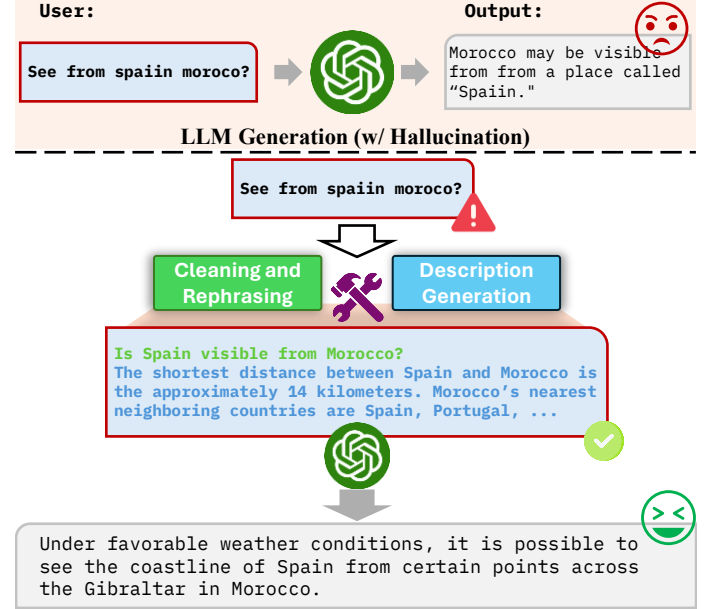 User:
Output:
See from spaiin moroco?
Morocco may be visible
from from a place called
“Spaiin."
LLM Generation (w/ Hallucination)
See from spaiin moroco?
Cleaning and
Rephrasing
Description
Generation
Is Spain visible from Morocco?
The shortest distance between Spain and Morocco is
the approximately 14 kilometers. Morocco’s nearest
neighboring countries are Spain, Portugal, ...
Under favorable weather conditions, it is possible to
see the coastline of Spain from certain points across
the Gibraltar in Morocco.